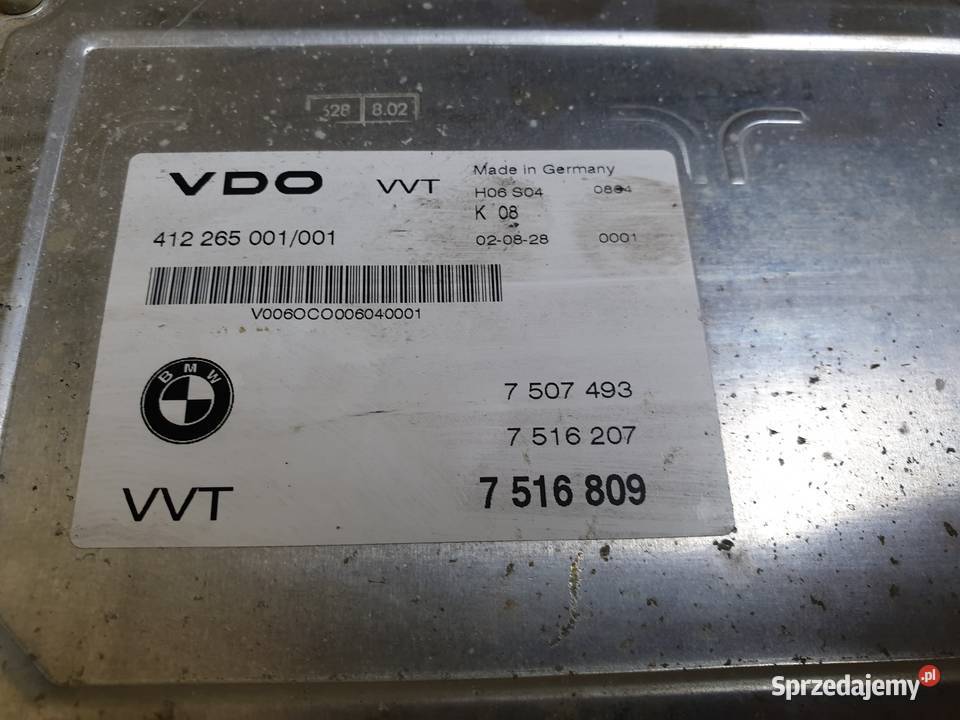 328 8.02
VDO VVT Made in Germany
H06 S04
K 08
412 265 001/001 02-08-28 0001
V006OCO006040001
BMW
7 507 493
7 516 207
VVT 7 516 809
Sprzedajemy.pl